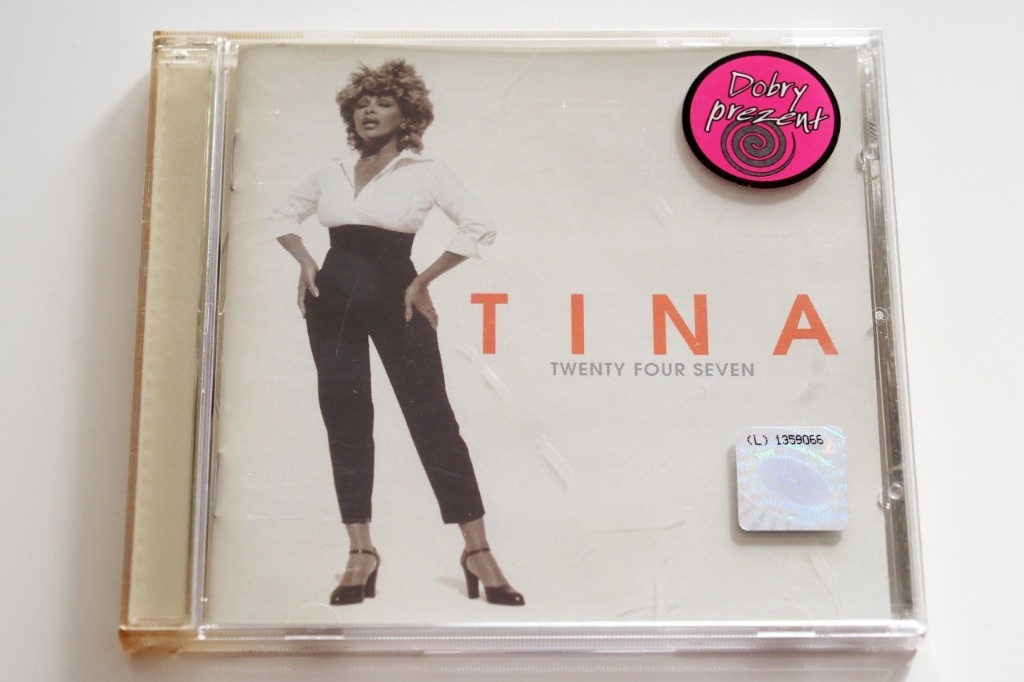 Dobry
prezent
TINA
TWENTY FOUR SEVEN
(L) 1359066